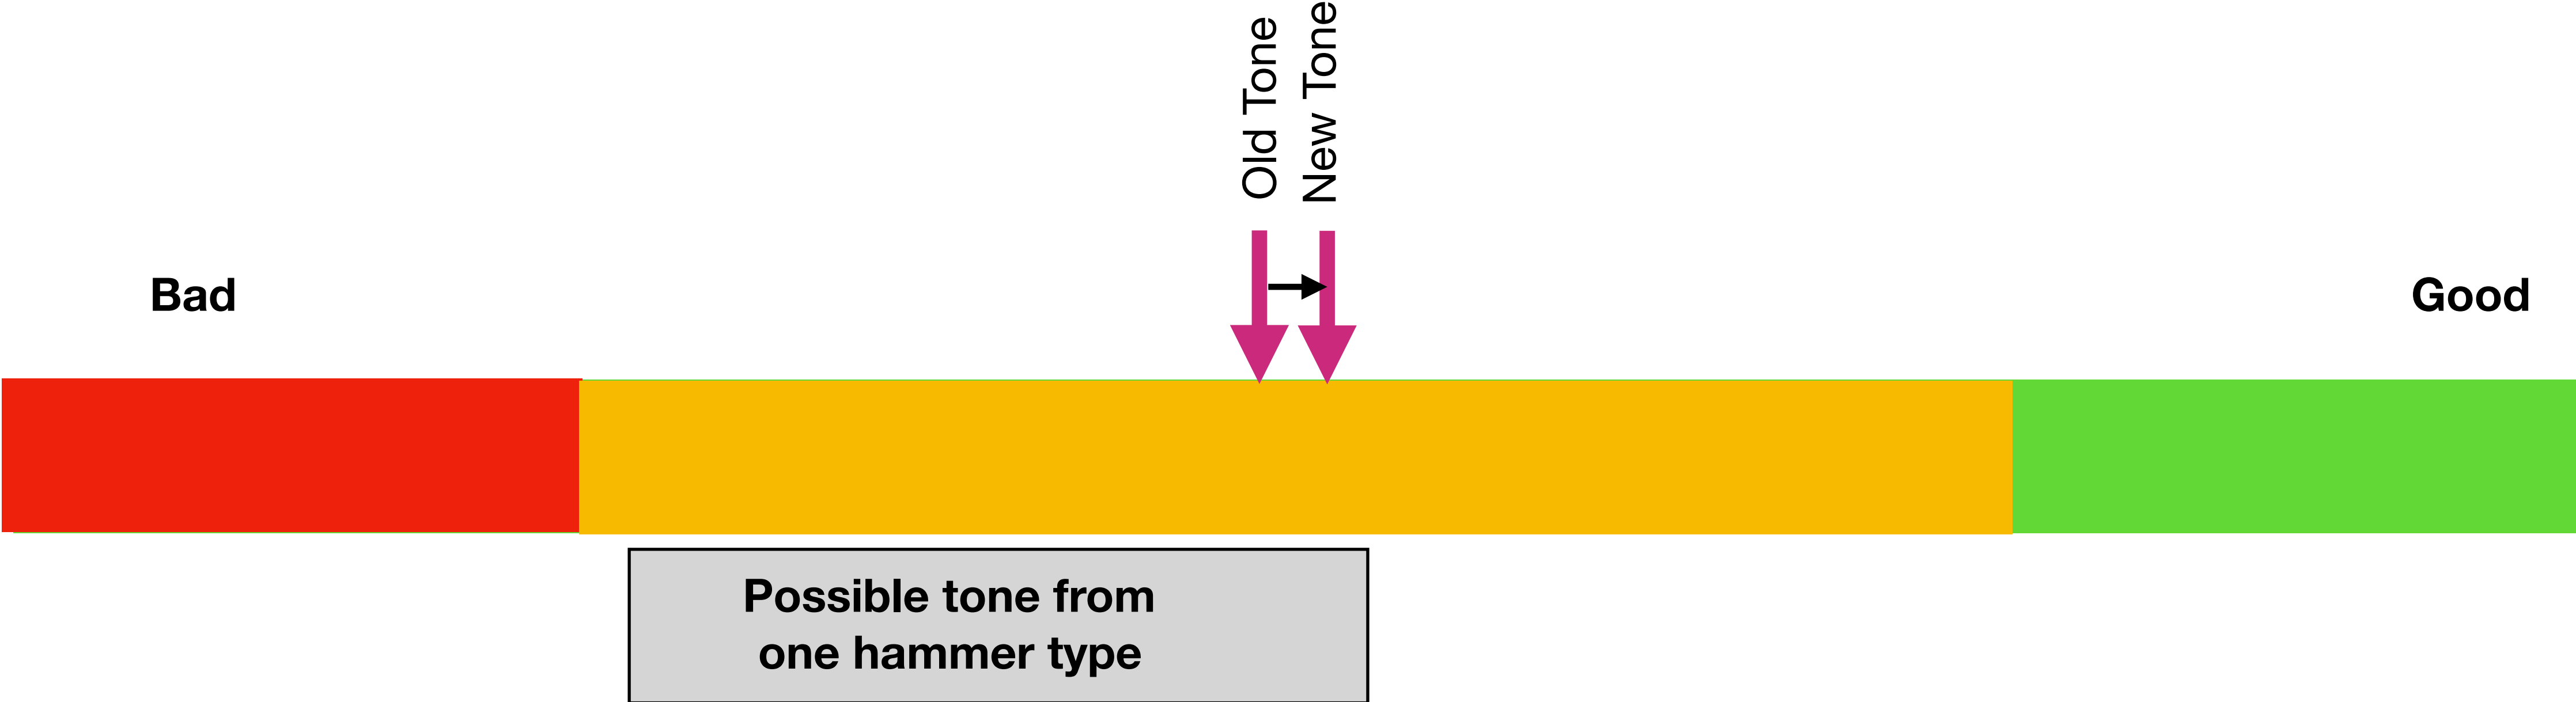 Old Tone
New Tone
Bad
Good
Possible tone from
one hammer type